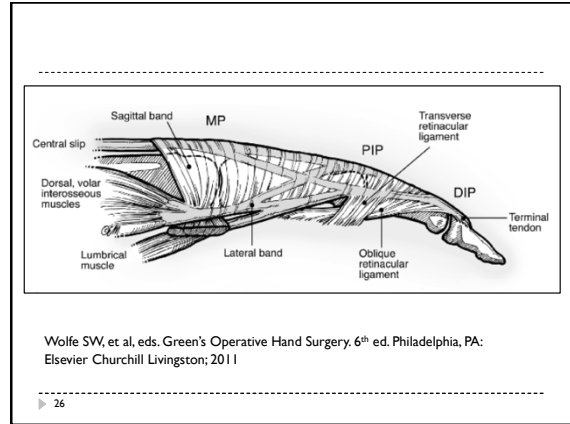 Sagittal band
MP
Transverse
retinacular
ligament
Central slip
PIP
Dorsal, volar
interosseous
muscles
DIP
Terminal
tendon
Lumbrical
muscle
Lateral band
Oblique
retinacular
ligament
Wolfe SW, et al, eds. Green's Operative Hand Surgery. 6th ed. Philadelphia, PA:
Elsevier Churchill Livingston; 2011
26